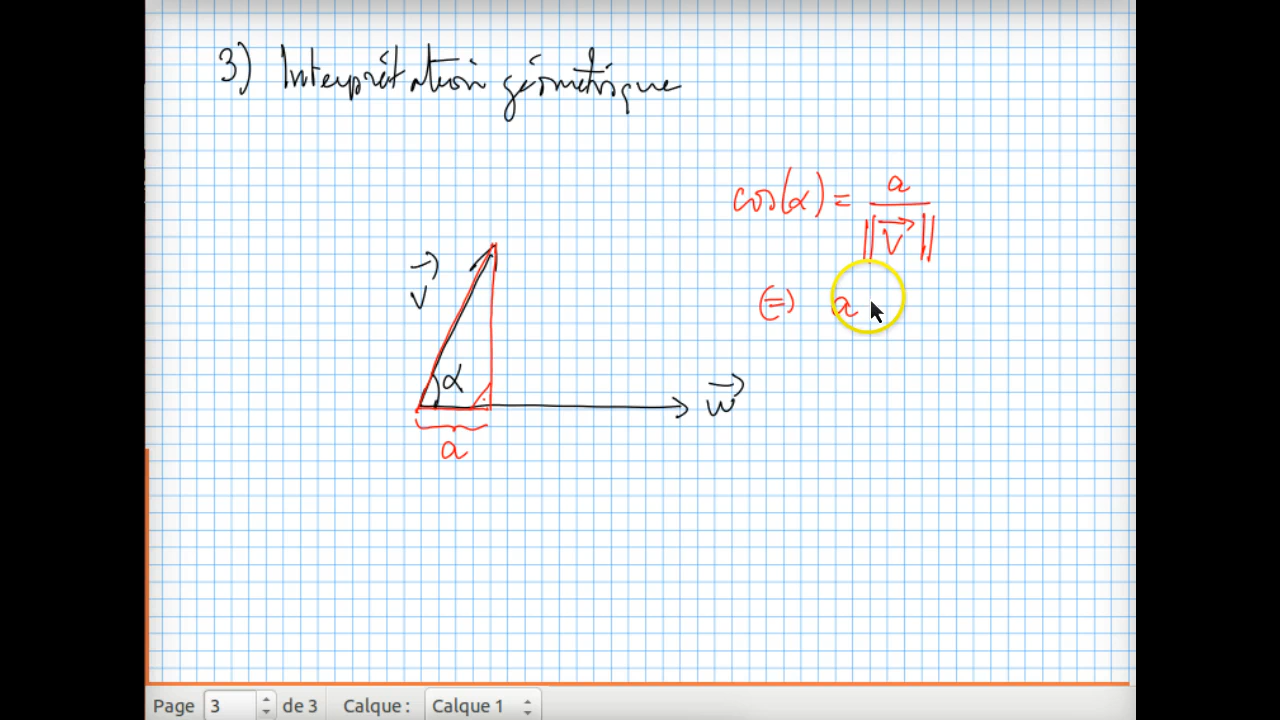 3) Interprétation géométrique
cos(α) = a / ||v⃗||
⇔ a
v⃗
α
w⃗
a
Page 3 de 3 Calque : Calque 1